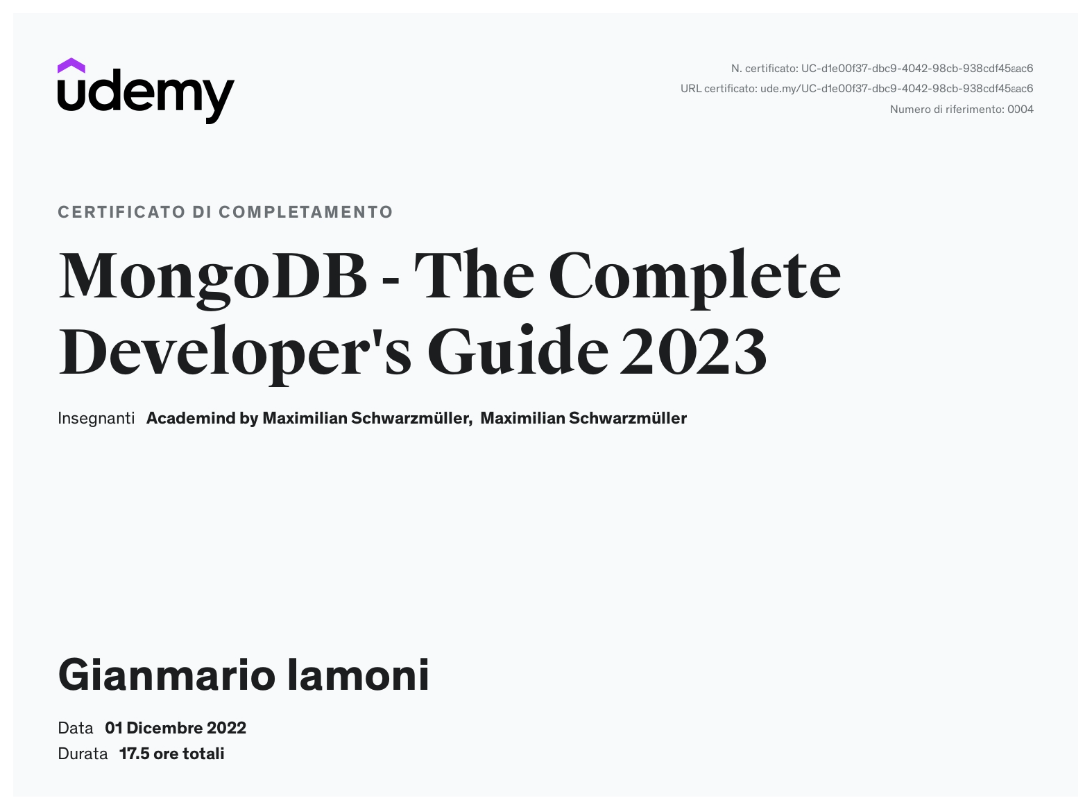 udemy
N. certificato: UC-d1e00f37-dbc9-4042-98cb-938cdf45aac6
URL certificato: ude.my/UC-d1e00f37-dbc9-4042-98cb-938cdf45aac6
Numero di riferimento: 0004
CERTIFICATO DI COMPLETAMENTO
MongoDB - The Complete
Developer's Guide 2023
Insegnanti Academind by Maximilian Schwarzmüller, Maximilian Schwarzmüller
Gianmario Iamoni
Data 01 Dicembre 2022
Durata 17.5 ore totali